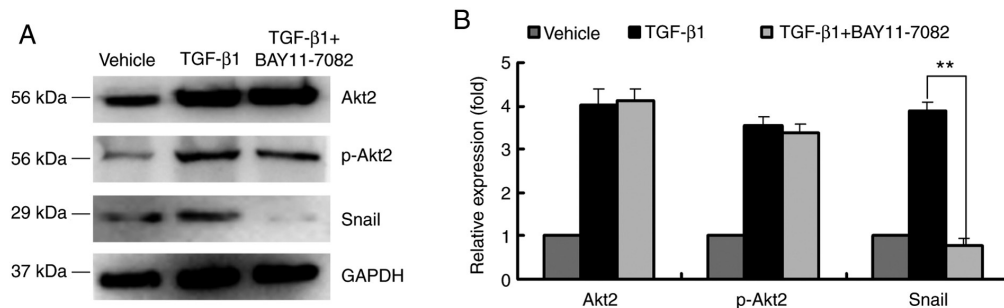 A
Vehicle
TGF-β1
TGF-β1+
BAY11-7082
56 kDa
Akt2
56 kDa
p-Akt2
29 kDa
Snail
37 kDa
GAPDH
B
Vehicle
TGF-β1
TGF-β1+BAY11-7082
Relative expression (fold)
5
4
3
2
1
0
**
Akt2
p-Akt2
Snail